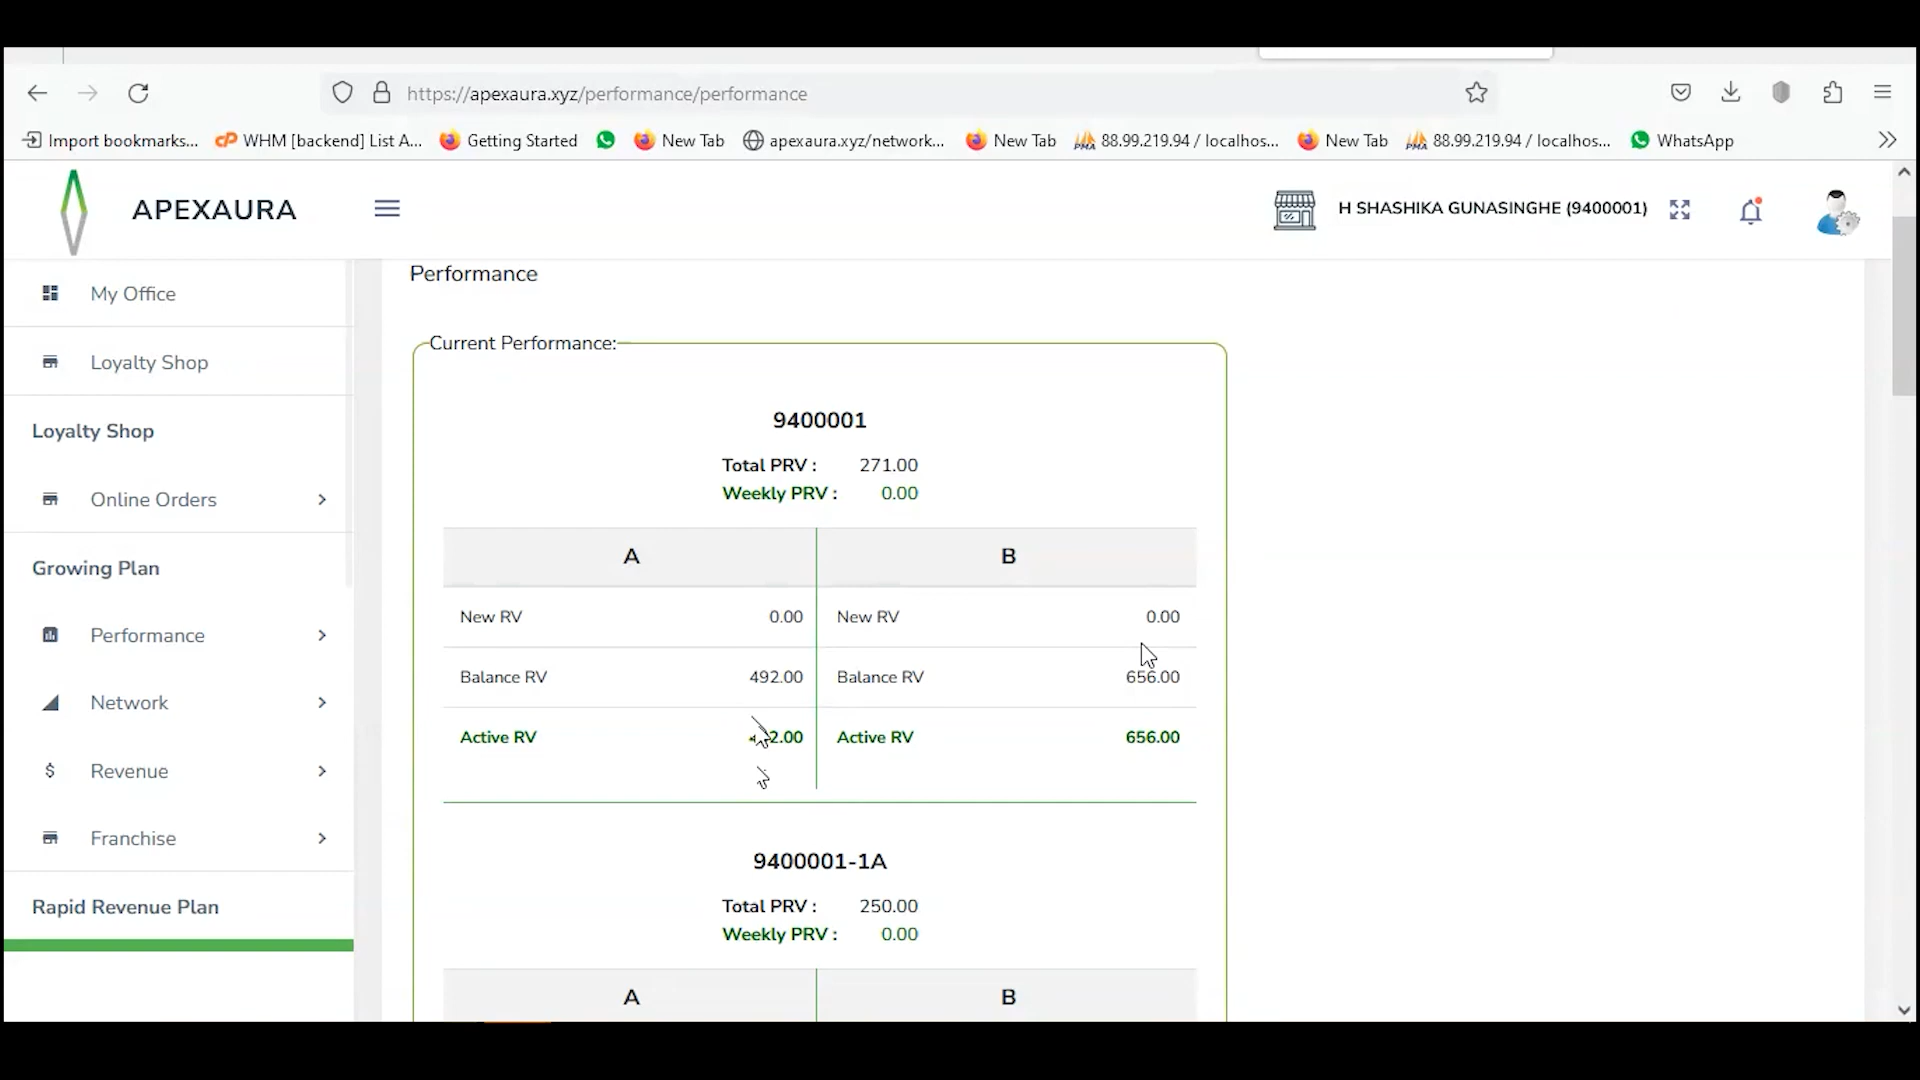 https://apexaura.xyz/performance/performance
Import bookmarks... WHM [backend] List A... Getting Started New Tab apexaura.xyz/network... New Tab 88.99.219.94 / localhos... New Tab 88.99.219.94 / localhos... WhatsApp
APEXAURA
H SHASHIKA GUNASINGHE (9400001)
My Office
Loyalty Shop
Loyalty Shop
Online Orders
Growing Plan
Performance
Network
Revenue
Franchise
Rapid Revenue Plan
Performance
Current Performance:
9400001
Total PRV : 271.00
Weekly PRV : 0.00
A B
New RV 0.00 New RV 0.00
Balance RV 492.00 Balance RV 656.00
Active RV Active RV 656.00
9400001-1A
Total PRV : 250.00
Weekly PRV : 0.00
A B